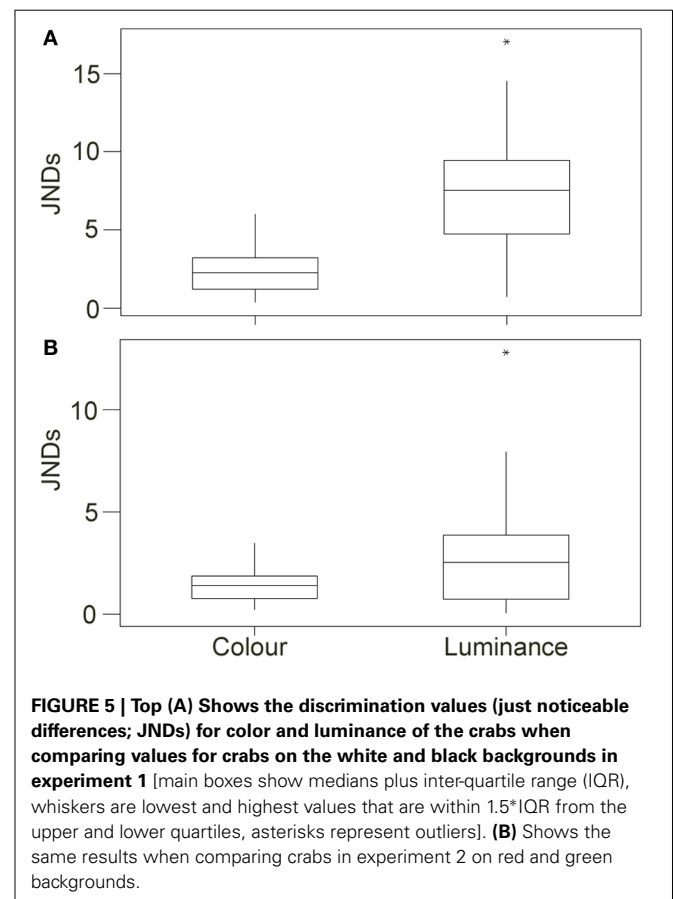 A
*
15
10
JNDs
5
0
B
*
10
JNDs
5
0
Colour Luminance
FIGURE 5 | Top (A) Shows the discrimination values (just noticeable
differences; JNDs) for color and luminance of the crabs when
comparing values for crabs on the white and black backgrounds in
experiment 1 [main boxes show medians plus inter-quartile range (IQR),
whiskers are lowest and highest values that are within 1.5*IQR from the
upper and lower quartiles, asterisks represent outliers]. (B) Shows the
same results when comparing crabs in experiment 2 on red and green
backgrounds.